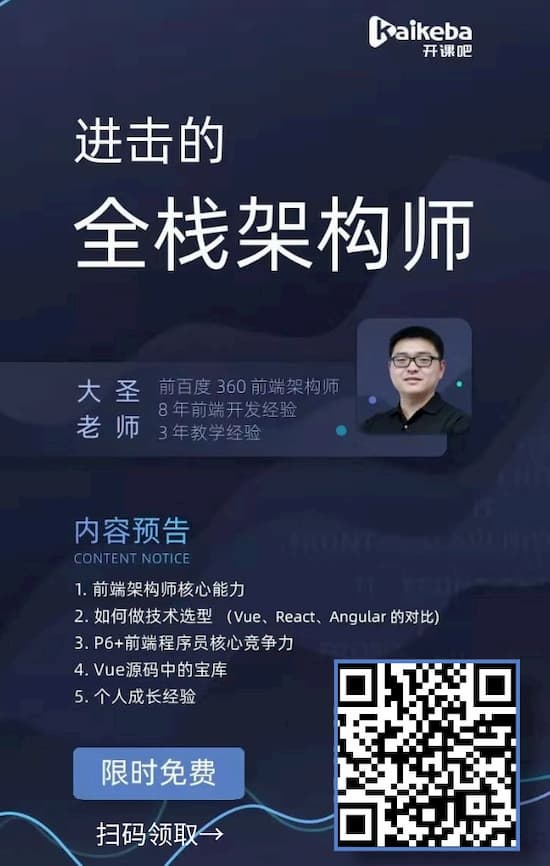 kaikeba
开课吧
进击的
全栈架构师
大圣
老师
前百度 360 前端架构师
8 年前端开发经验
3 年教学经验
内容预告
CONTENT NOTICE
1. 前端架构师核心能力
2. 如何做技术选型 （Vue、React、Angular 的对比)
3. P6+前端程序员核心竞争力
4. Vue源码中的宝库
5. 个人成长经验
限时免费
扫码领取→